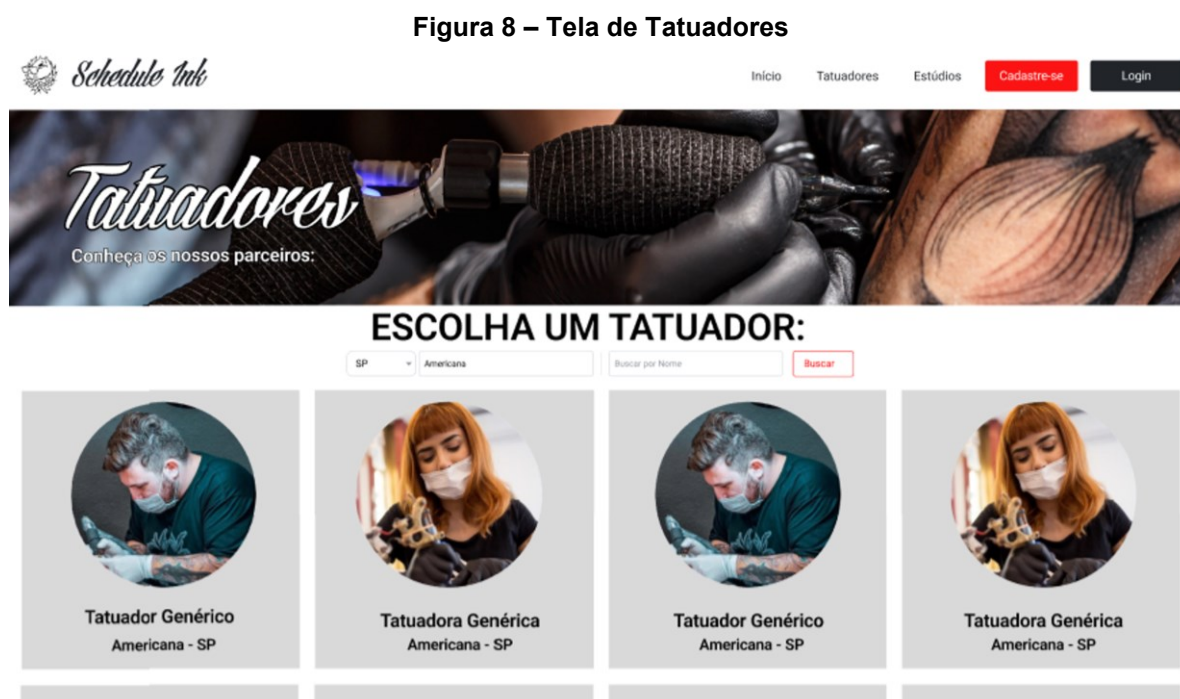 Figura 8 – Tela de Tatuadores
Schedule Ink
Início Tatuadores Estúdios Cadastre-se Login
Tatuadores
Conheça os nossos parceiros:
ESCOLHA UM TATUADOR:
SP Americana Buscar por Nome Buscar
Tatuador Genérico Tatuadora Genérica Tatuador Genérico Tatuadora Genérica
Americana - SP Americana - SP Americana - SP Americana - SP